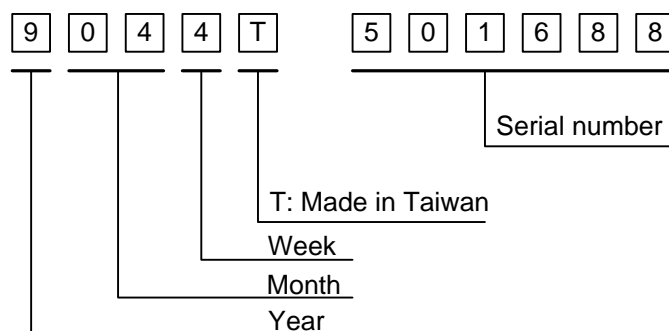 9 0 4 4 T 5 0 1 6 8 8
Serial number
T: Made in Taiwan
Week
Month
Year